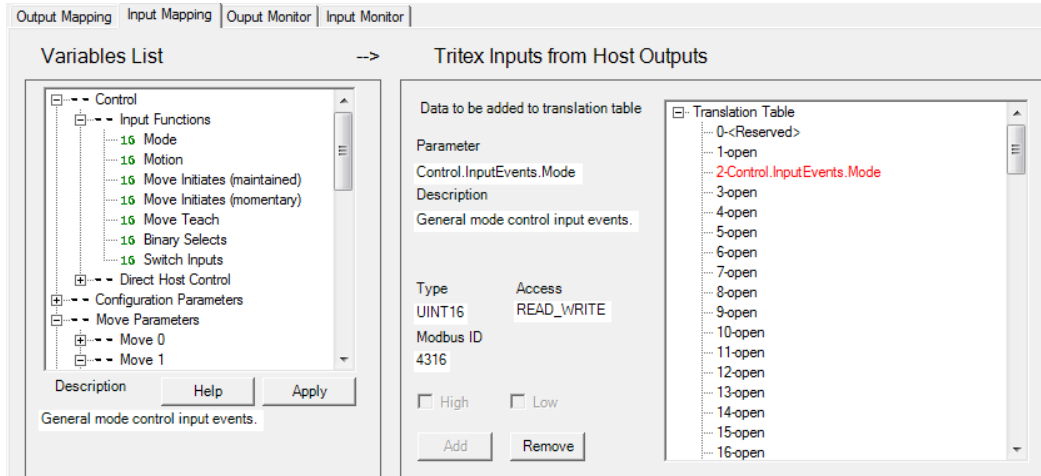 Output Mapping Input Mapping Ouput Monitor Input Monitor
Variables List --> Tritex Inputs from Host Outputs
Control
Input Functions
16 Mode
16 Motion
16 Move Initiates (maintained)
16 Move Initiates (momentary)
16 Move Teach
16 Binary Selects
16 Switch Inputs
Direct Host Control
Configuration Parameters
Move Parameters
Move 0
Move 1
Description Help Apply
General mode control input events.
Data to be added to translation table
Parameter
Control.InputEvents.Mode
Description
General mode control input events.
Type Access
UINT16 READ_WRITE
Modbus ID
4316
High Low
Add Remove
Translation Table
0-<Reserved>
1-open
2-Control.InputEvents.Mode
3-open
4-open
5-open
6-open
7-open
8-open
9-open
10-open
11-open
12-open
13-open
14-open
15-open
16-open